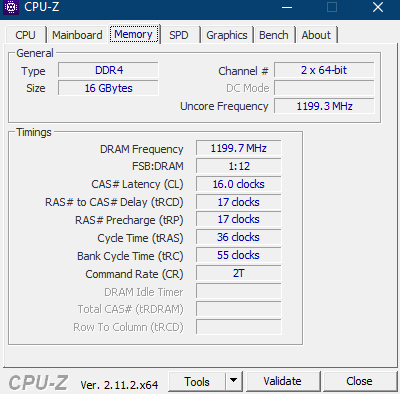 CPU-Z
CPU Mainboard Memory SPD Graphics Bench About
General
Type DDR4 Channel # 2 x 64-bit
Size 16 GBytes DC Mode
Uncore Frequency 1199.3 MHz
Timings
DRAM Frequency 1199.7 MHz
FSB:DRAM 1:12
CAS# Latency (CL) 16.0 clocks
RAS# to CAS# Delay (tRCD) 17 clocks
RAS# Precharge (tRP) 17 clocks
Cycle Time (tRAS) 36 clocks
Bank Cycle Time (tRC) 55 clocks
Command Rate (CR) 2T
DRAM Idle Timer
Total CAS# (tRDRAM)
Row To Column (tRCD)
CPU-Z Ver. 2.11.2.x64 Tools Validate Close